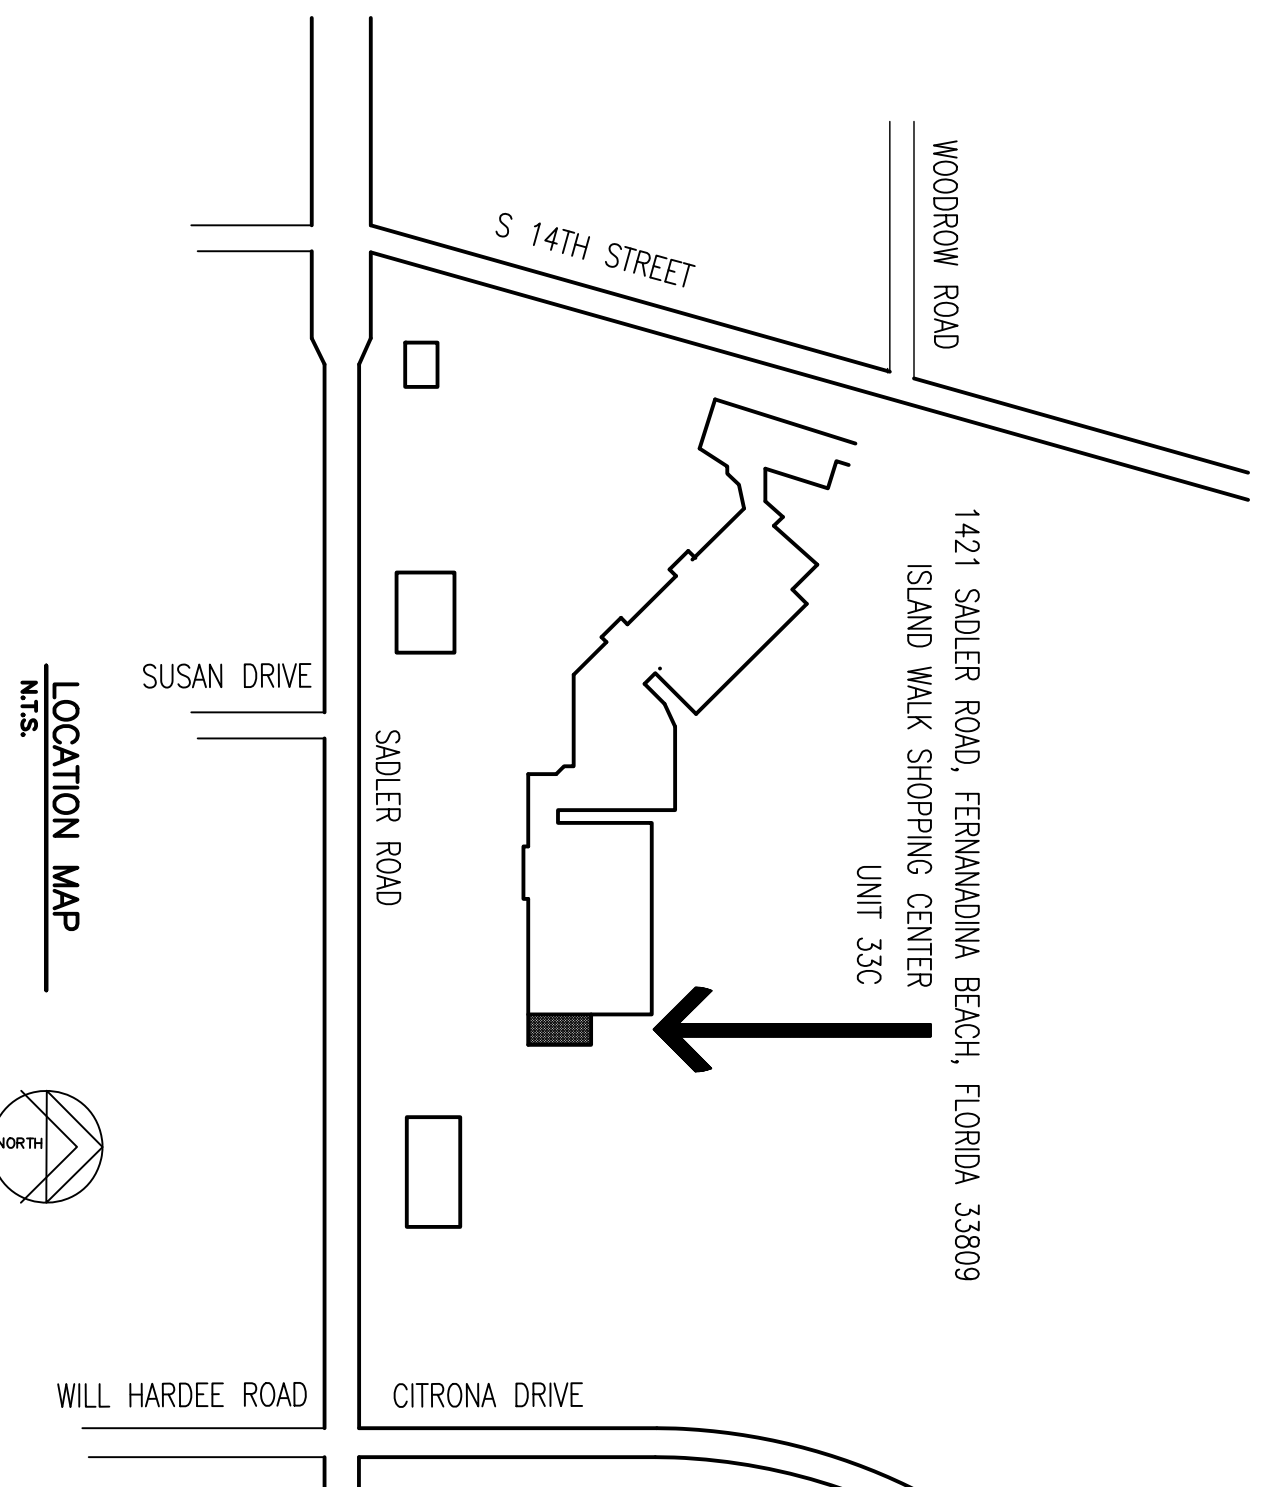 WOODROW ROAD
S 14TH STREET
1421 SADLER ROAD, FERNANADINA BEACH, FLORIDA 33809
ISLAND WALK SHOPPING CENTER
UNIT 33C
SADLER ROAD
SUSAN DRIVE
WILL HARDEE ROAD
CITRONA DRIVE
LOCATION MAP
N.T.S.
NORTH